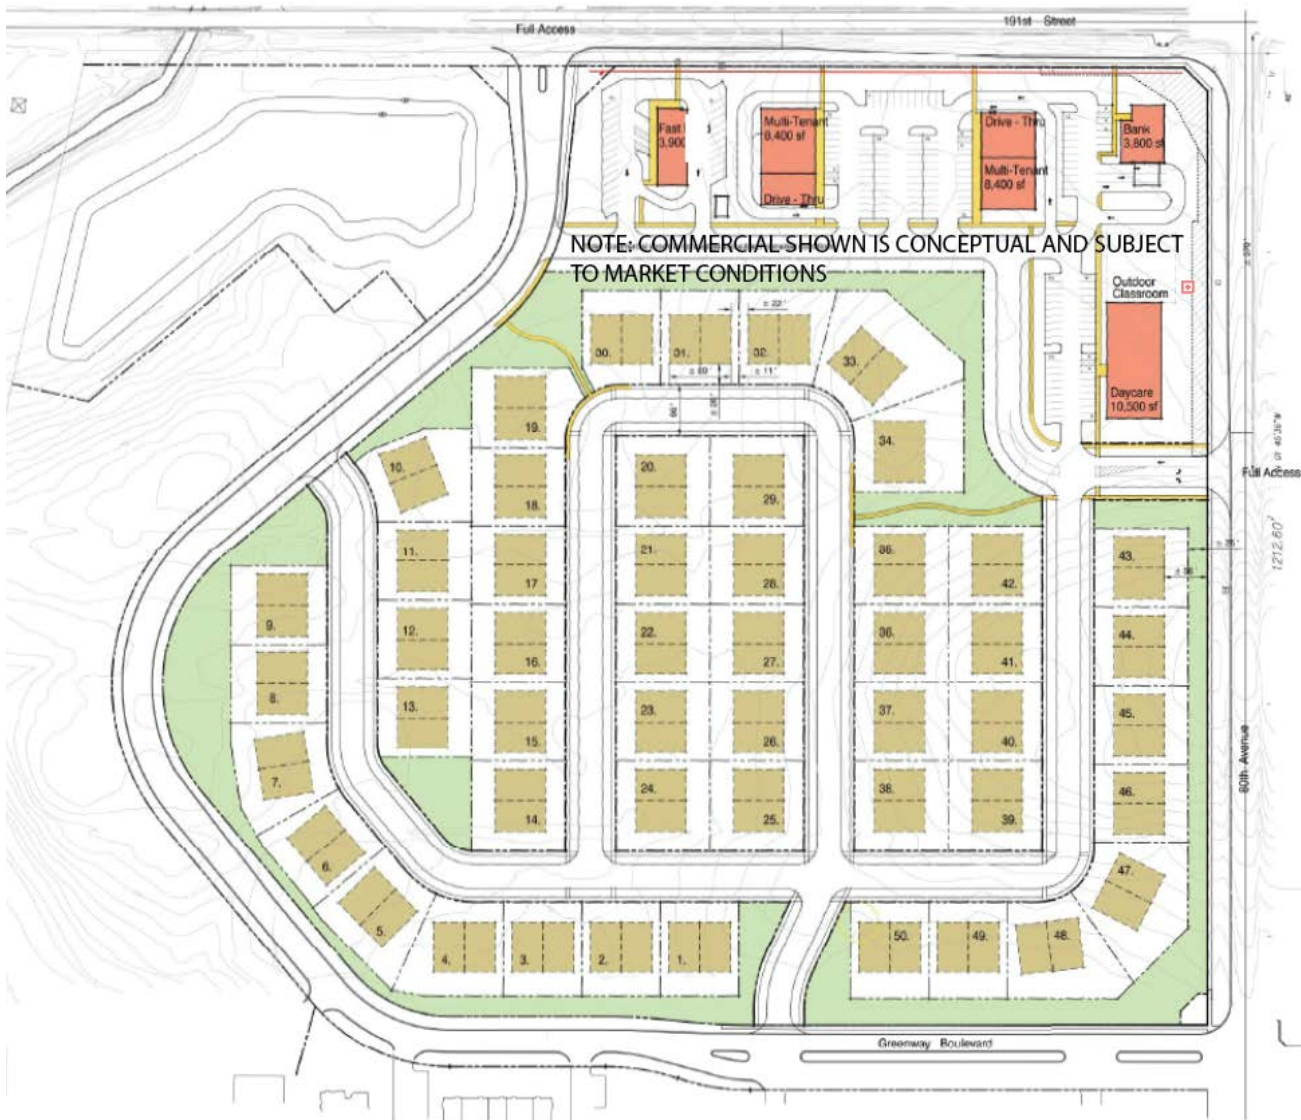 191st Street
Full Access
Fast
3,900
Multi-Tenant
8,400 sf
Drive - Thru
Drive - Thru
Multi-Tenant
8,400 sf
Bank
3,800 sf
NOTE: COMMERCIAL SHOWN IS CONCEPTUAL AND SUBJECT
TO MARKET CONDITIONS
± 370'
Outdoor
Classroom
Daycare
10,500 sf
± 22'
30.
31.
32.
33.
± 11'
66'
34.
Full Access
1212.60'
19.
10.
18.
20.
29.
11.
17.
21.
28.
35.
42.
43.
9.
12.
16.
22.
27.
36.
41.
44.
8.
13.
15.
23.
26.
37.
40.
45.
7.
14.
24.
25.
38.
39.
46.
80th Avenue
6.
5.
47.
4.
3.
2.
1.
50.
49.
48.
Greenway Boulevard